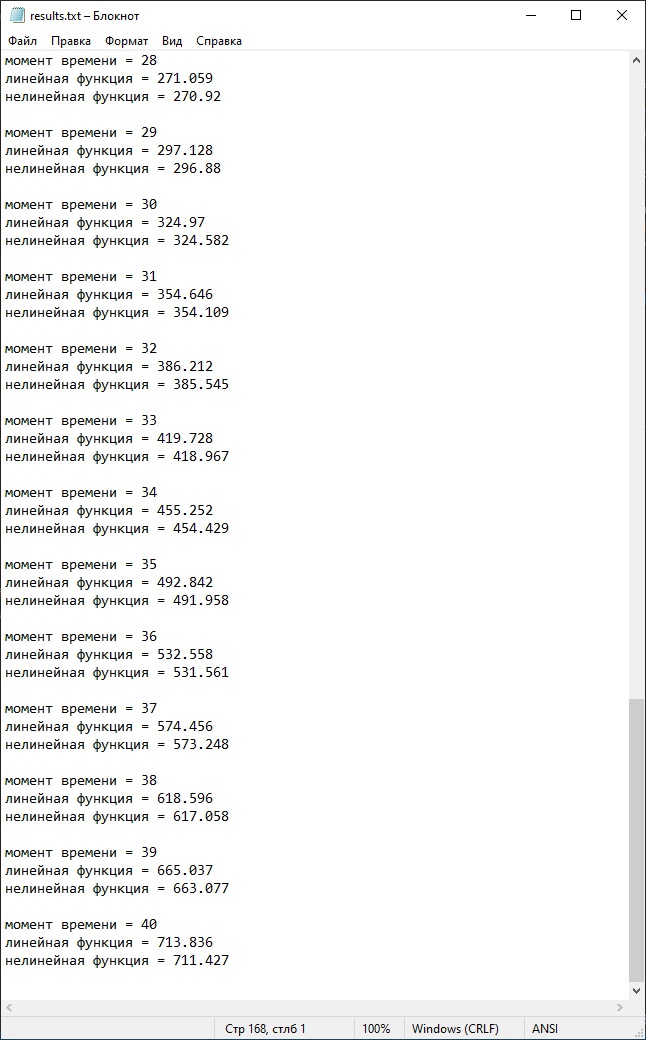 results.txt – Блокнот
Файл Правка Формат Вид Справка
момент времени = 28
линейная функция = 271.059
нелинейная функция = 270.92
момент времени = 29
линейная функция = 297.128
нелинейная функция = 296.88
момент времени = 30
линейная функция = 324.97
нелинейная функция = 324.582
момент времени = 31
линейная функция = 354.646
нелинейная функция = 354.109
момент времени = 32
линейная функция = 386.212
нелинейная функция = 385.545
момент времени = 33
линейная функция = 419.728
нелинейная функция = 418.967
момент времени = 34
линейная функция = 455.252
нелинейная функция = 454.429
момент времени = 35
линейная функция = 492.842
нелинейная функция = 491.958
момент времени = 36
линейная функция = 532.558
нелинейная функция = 531.561
момент времени = 37
линейная функция = 574.456
нелинейная функция = 573.248
момент времени = 38
линейная функция = 618.596
нелинейная функция = 617.058
момент времени = 39
линейная функция = 665.037
нелинейная функция = 663.077
момент времени = 40
линейная функция = 713.836
нелинейная функция = 711.427
Стр 168, стлб 1 100% Windows (CRLF) ANSI